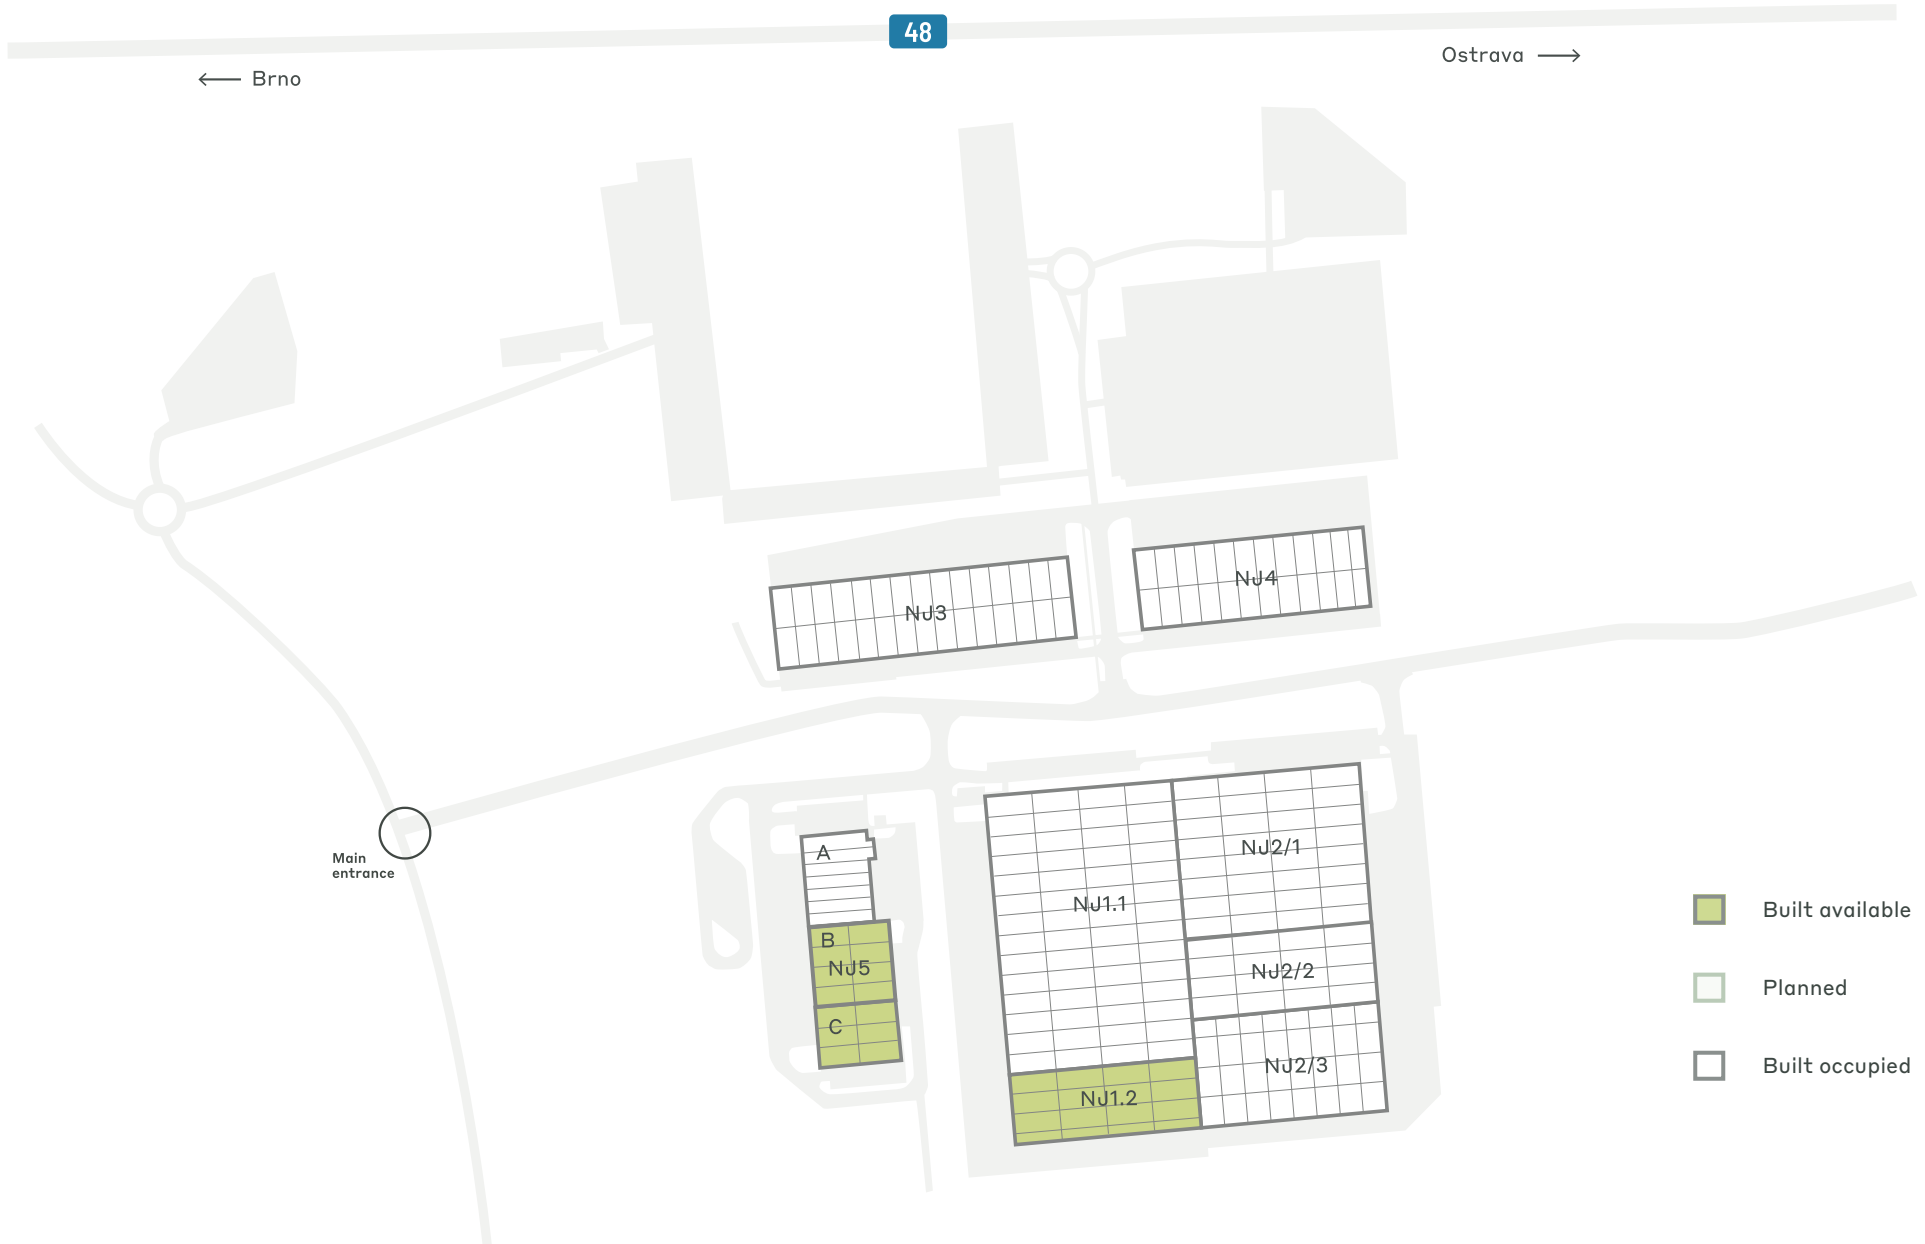 48
Ostrava
Brno
NJ4
NJ3
A
NJ2/1
NJ1.1
Main
entrance
B
NJ5
NJ2/2
C
NJ2/3
NJ1.2
Built available
Planned
Built occupied